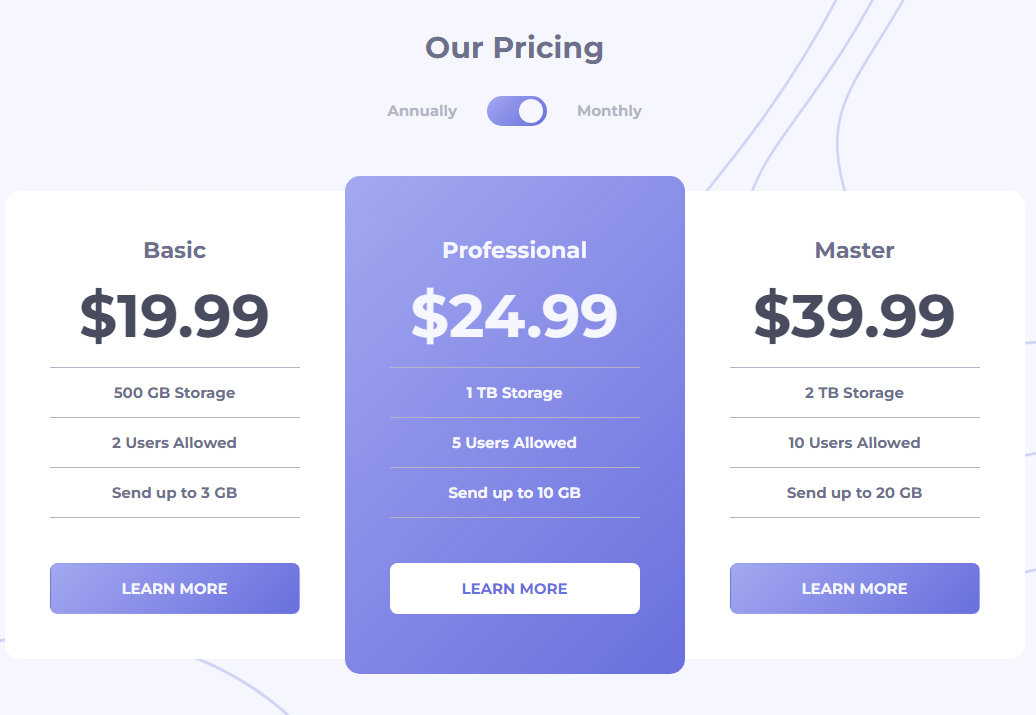 Our Pricing
Annually Monthly
Basic
$19.99
500 GB Storage
2 Users Allowed
Send up to 3 GB
LEARN MORE
Professional
$24.99
1 TB Storage
5 Users Allowed
Send up to 10 GB
LEARN MORE
Master
$39.99
2 TB Storage
10 Users Allowed
Send up to 20 GB
LEARN MORE